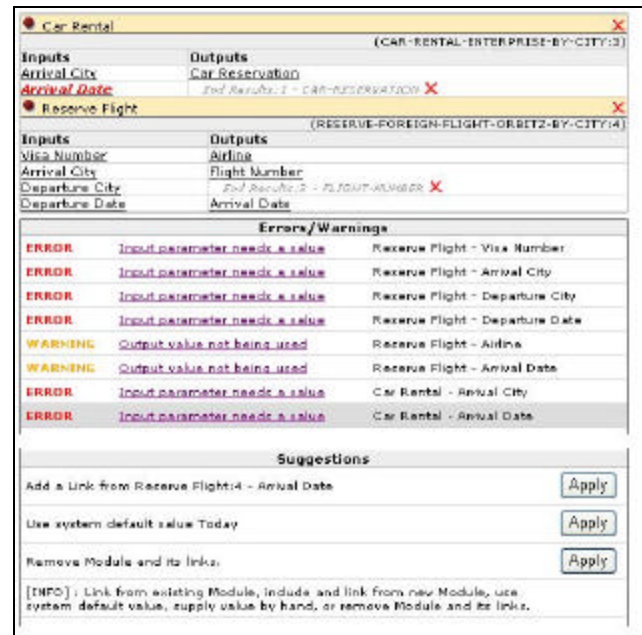 Car Rental
(CAR-RENTAL-ENTERPRISE-BY-CITY:3)
Inputs Outputs
Arrival City Car Reservation
Arrival Date End Results:1 - CAR-RESERVATION
Reserve Flight
(RESERVE-FOREIGN-FLIGHT-ORBITZ-BY-CITY:4)
Inputs Outputs
Visa Number Airline
Arrival City Flight Number
Departure City End Results:2 - FLIGHT-NUMBER
Departure Date Arrival Date
Errors/Warnings
ERROR Input parameter needs a value Reserve Flight - Visa Number
ERROR Input parameter needs a value Reserve Flight - Arrival City
ERROR Input parameter needs a value Reserve Flight - Departure City
ERROR Input parameter needs a value Reserve Flight - Departure Date
WARNING Output value not being used Reserve Flight - Airline
WARNING Output value not being used Reserve Flight - Arrival Date
ERROR Input parameter needs a value Car Rental - Arrival City
ERROR Input parameter needs a value Car Rental - Arrival Date
Suggestions
Add a Link from Reserve Flight:4 - Arrival Date Apply
Use system default value Today Apply
Remove Module and its links. Apply
[INFO] : Link from existing Module, include and link from new Module, use
system default value, supply value by hand, or remove Module and its links.